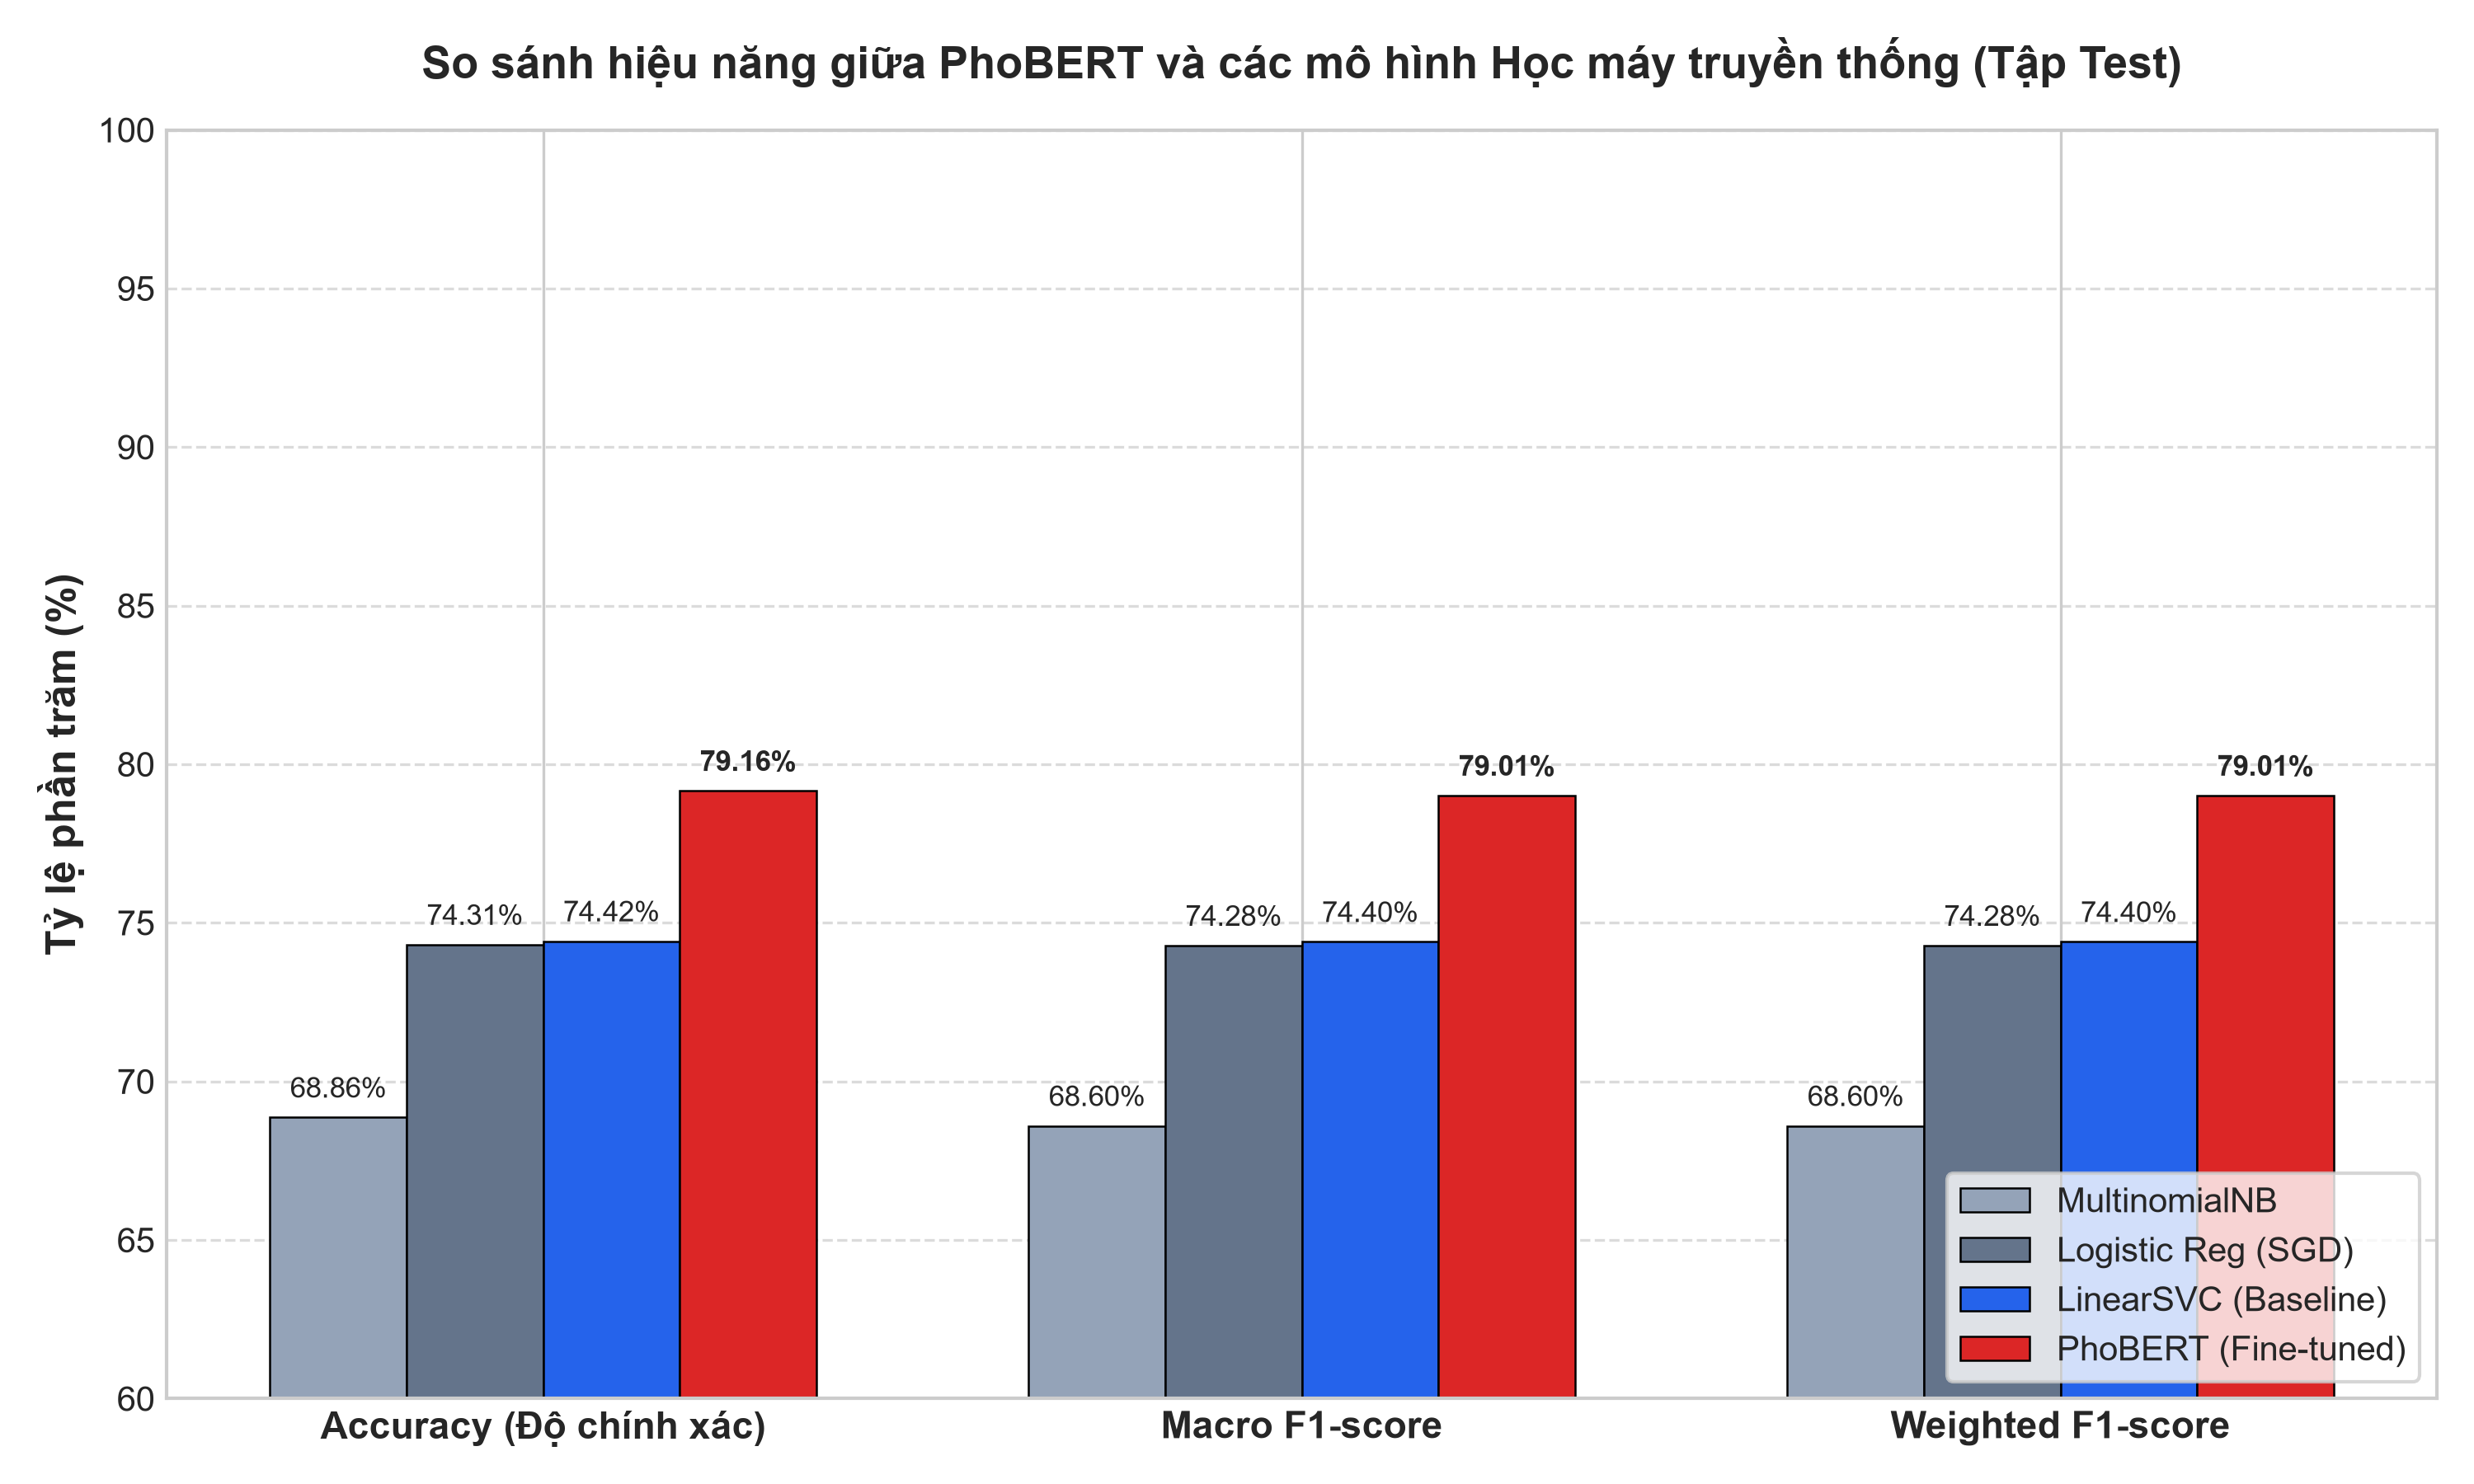 So sánh hiệu năng giữa PhoBERT và các mô hình Học máy truyền thống (Tập Test)
Tỷ lệ phần trăm (%)
100
95
90
85
80
75
70
65
60
68.86%
74.31%
74.42%
79.16%
68.60%
74.28%
74.40%
79.01%
68.60%
74.28%
74.40%
79.01%
MultinomialNB
Logistic Reg (SGD)
LinearSVC (Baseline)
PhoBERT (Fine-tuned)
Accuracy (Độ chính xác)
Macro F1-score
Weighted F1-score